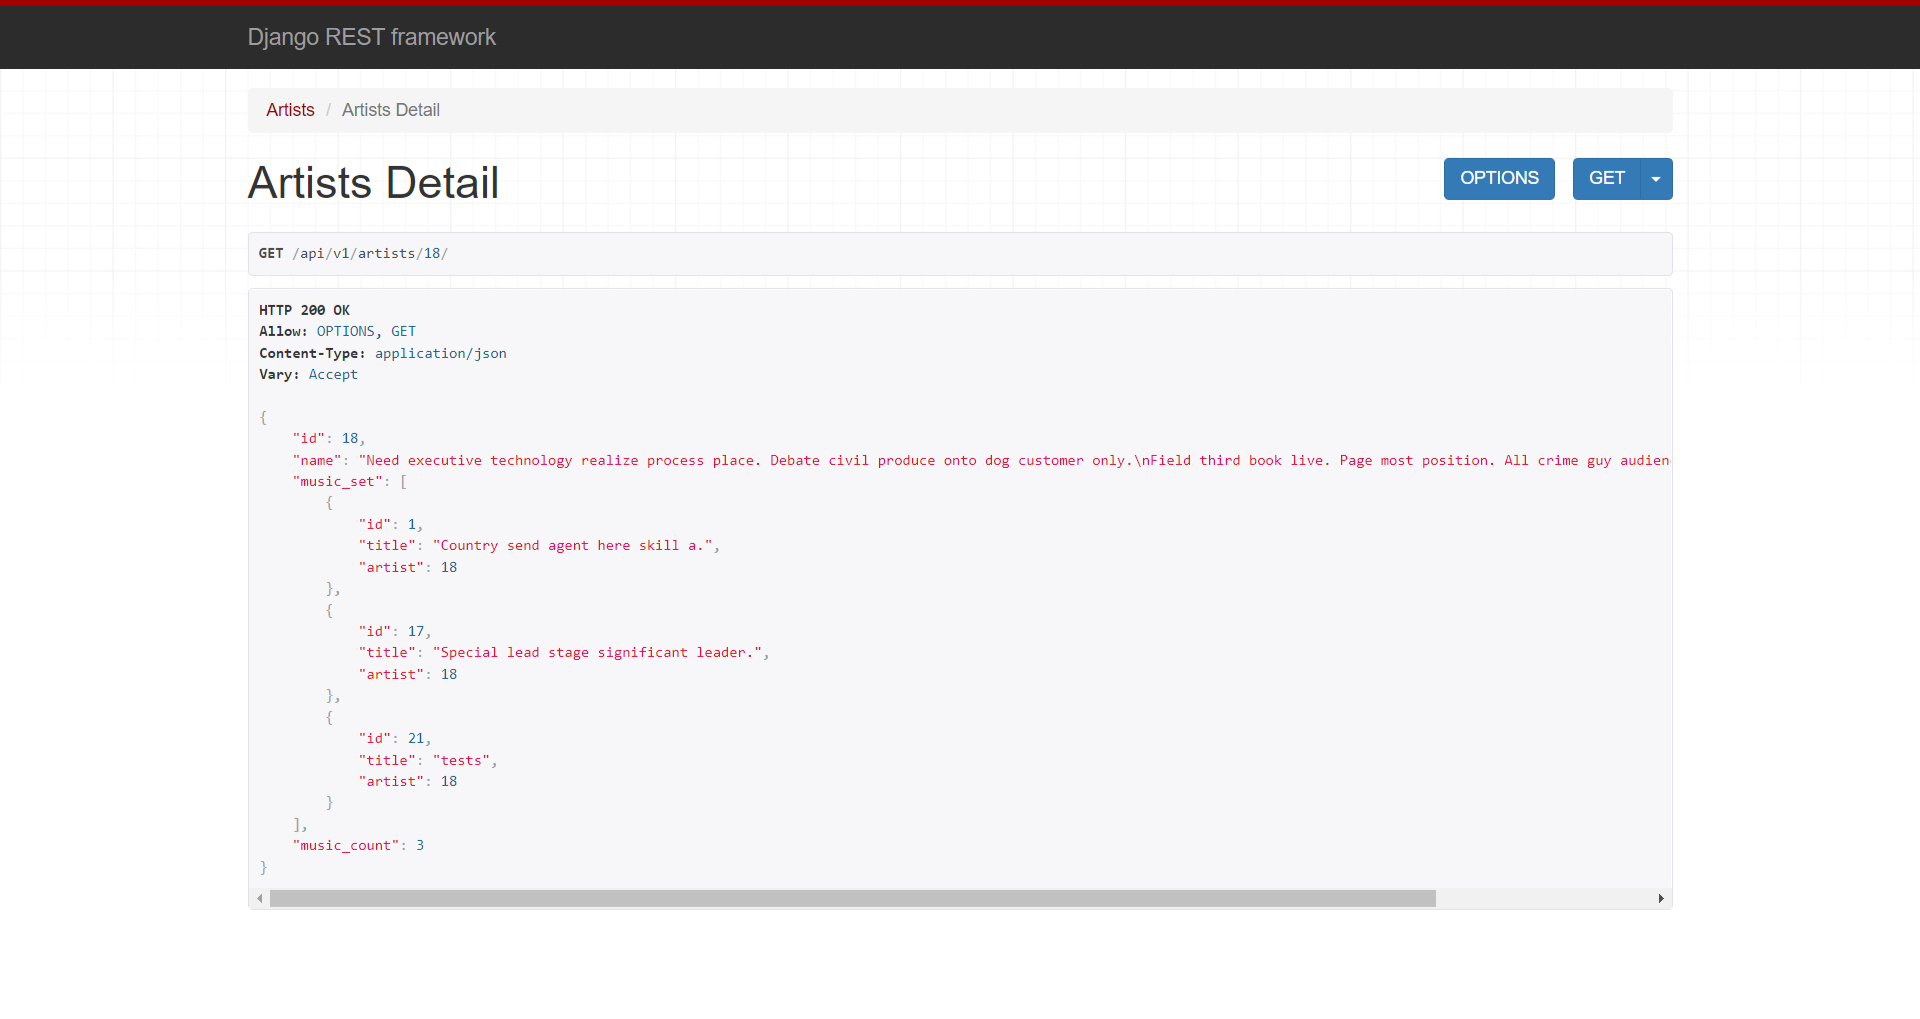 Django REST framework
Artists / Artists Detail
Artists Detail
OPTIONS GET
GET /api/v1/artists/18/
HTTP 200 OK
Allow: OPTIONS, GET
Content-Type: application/json
Vary: Accept
{
    "id": 18,
    "name": "Need executive technology realize process place. Debate civil produce onto dog customer only.\nField third book live. Page most position. All crime guy audien
    "music_set": [
        {
            "id": 1,
            "title": "Country send agent here skill a.",
            "artist": 18
        },
        {
            "id": 17,
            "title": "Special lead stage significant leader.",
            "artist": 18
        },
        {
            "id": 21,
            "title": "tests",
            "artist": 18
        }
    ],
    "music_count": 3
}